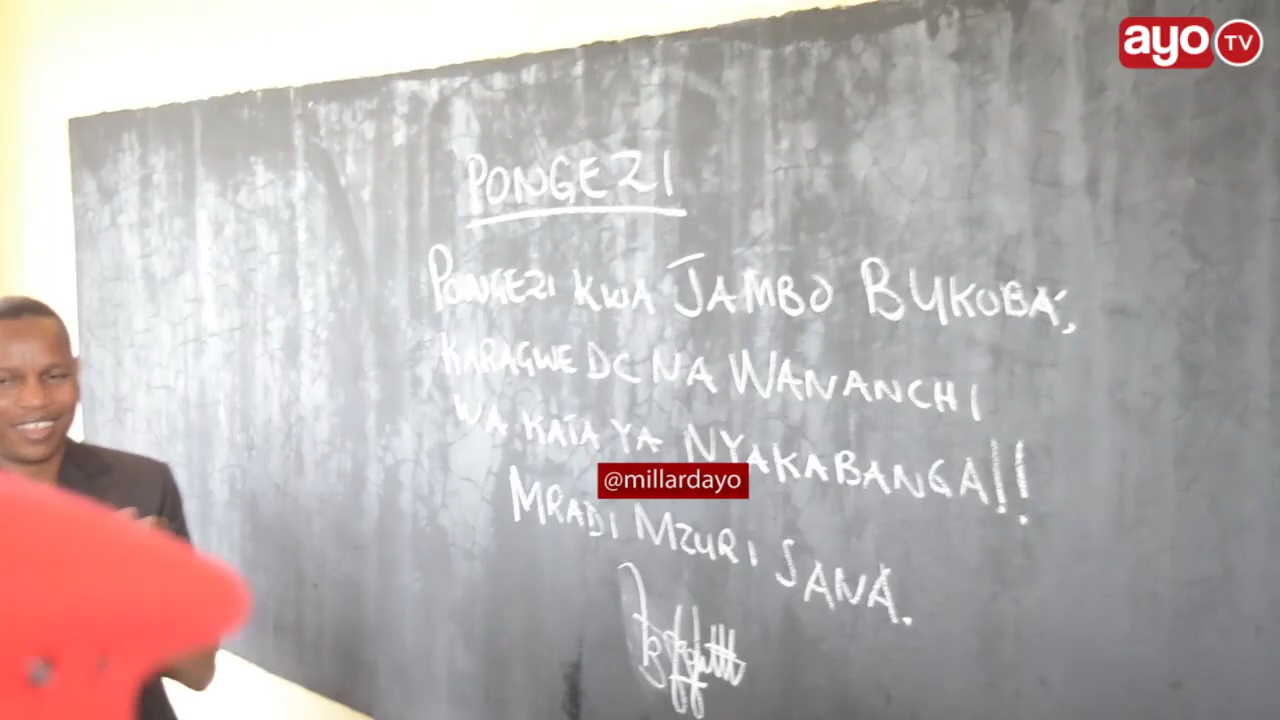 ayo TV
PONGEZI
PONGEZI KWA JAMBO BUKOBA,
KARAGWE DC NA WANANCHI
WA KATA YA NYAKABANGA!!
@millardayo
MRADI MZURI SANA.